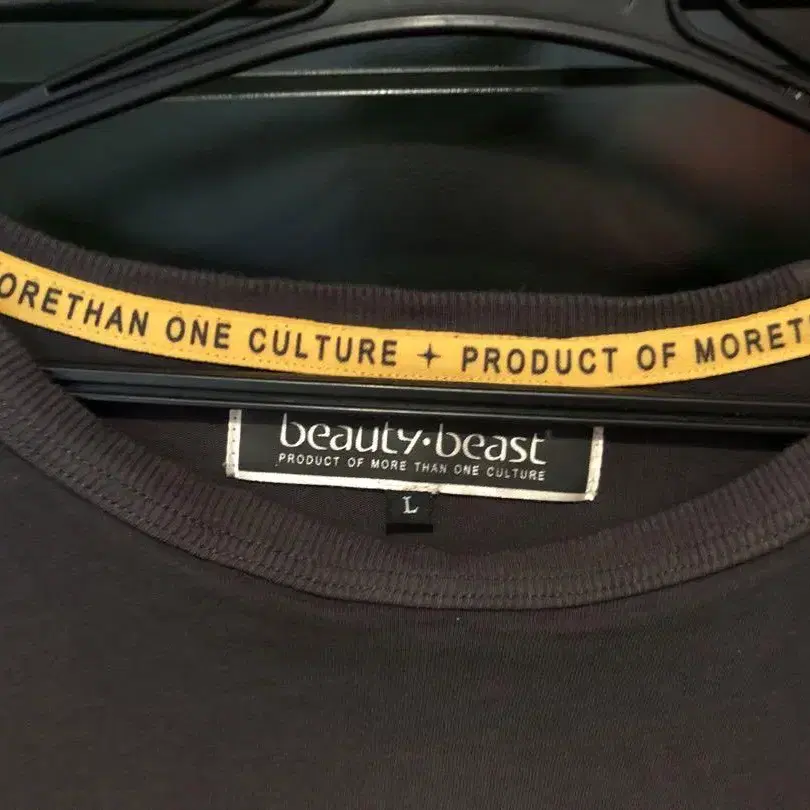 ORETHAN ONE CULTURE + PRODUCT OF MORET
beauty·beast
PRODUCT OF MORE THAN ONE CULTURE
L